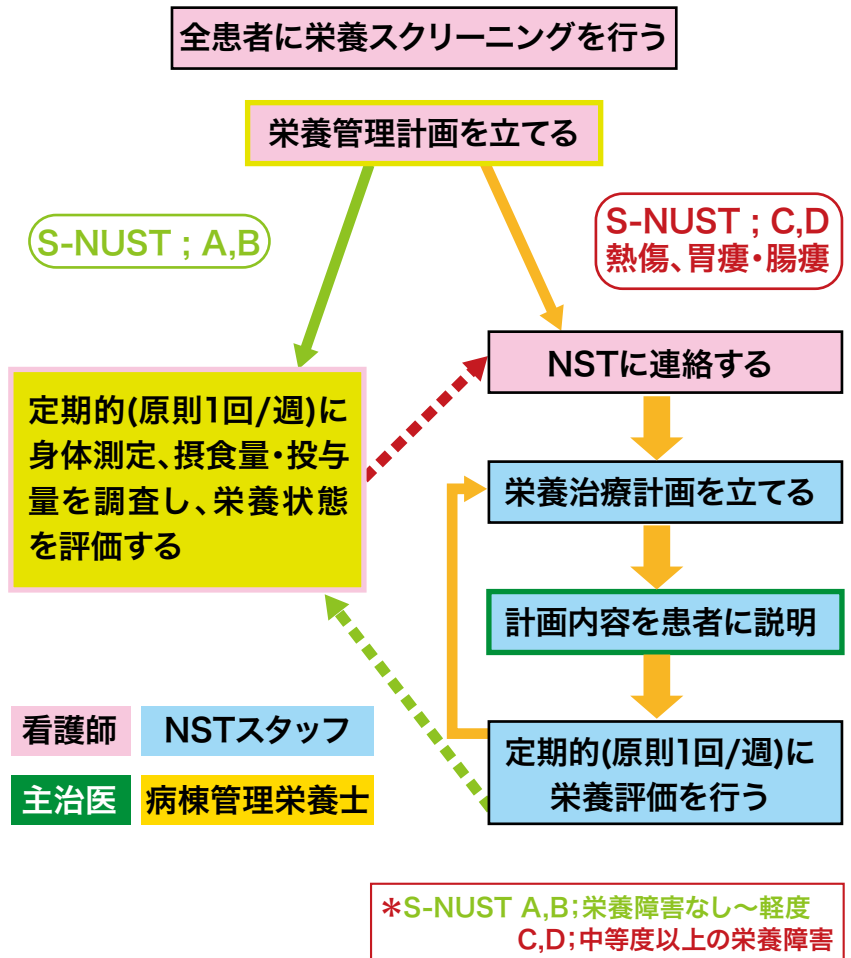 全患者に栄養スクリーニングを行う
栄養管理計画を立てる
S-NUST ; A,B
S-NUST ; C,D
熱傷、胃瘻・腸瘻
NSTに連絡する
定期的(原則1回/週)に
身体測定、摂食量・投与
量を調査し、栄養状態
を評価する
栄養治療計画を立てる
計画内容を患者に説明
定期的(原則1回/週)に
栄養評価を行う
看護師
NSTスタッフ
主治医
病棟管理栄養士
*S-NUST A,B;栄養障害なし〜軽度
C,D;中等度以上の栄養障害